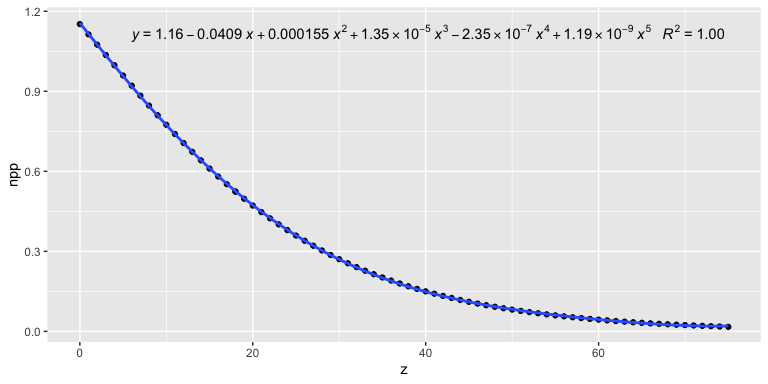 1.2
y = 1.16 − 0.0409 x + 0.000155 x² + 1.35 × 10⁻⁵ x³ − 2.35 × 10⁻⁷ x⁴ + 1.19 × 10⁻⁹ x⁵   R² = 1.00
0.9
npp
0.6
0.3
0.0
0 20 40 60
z